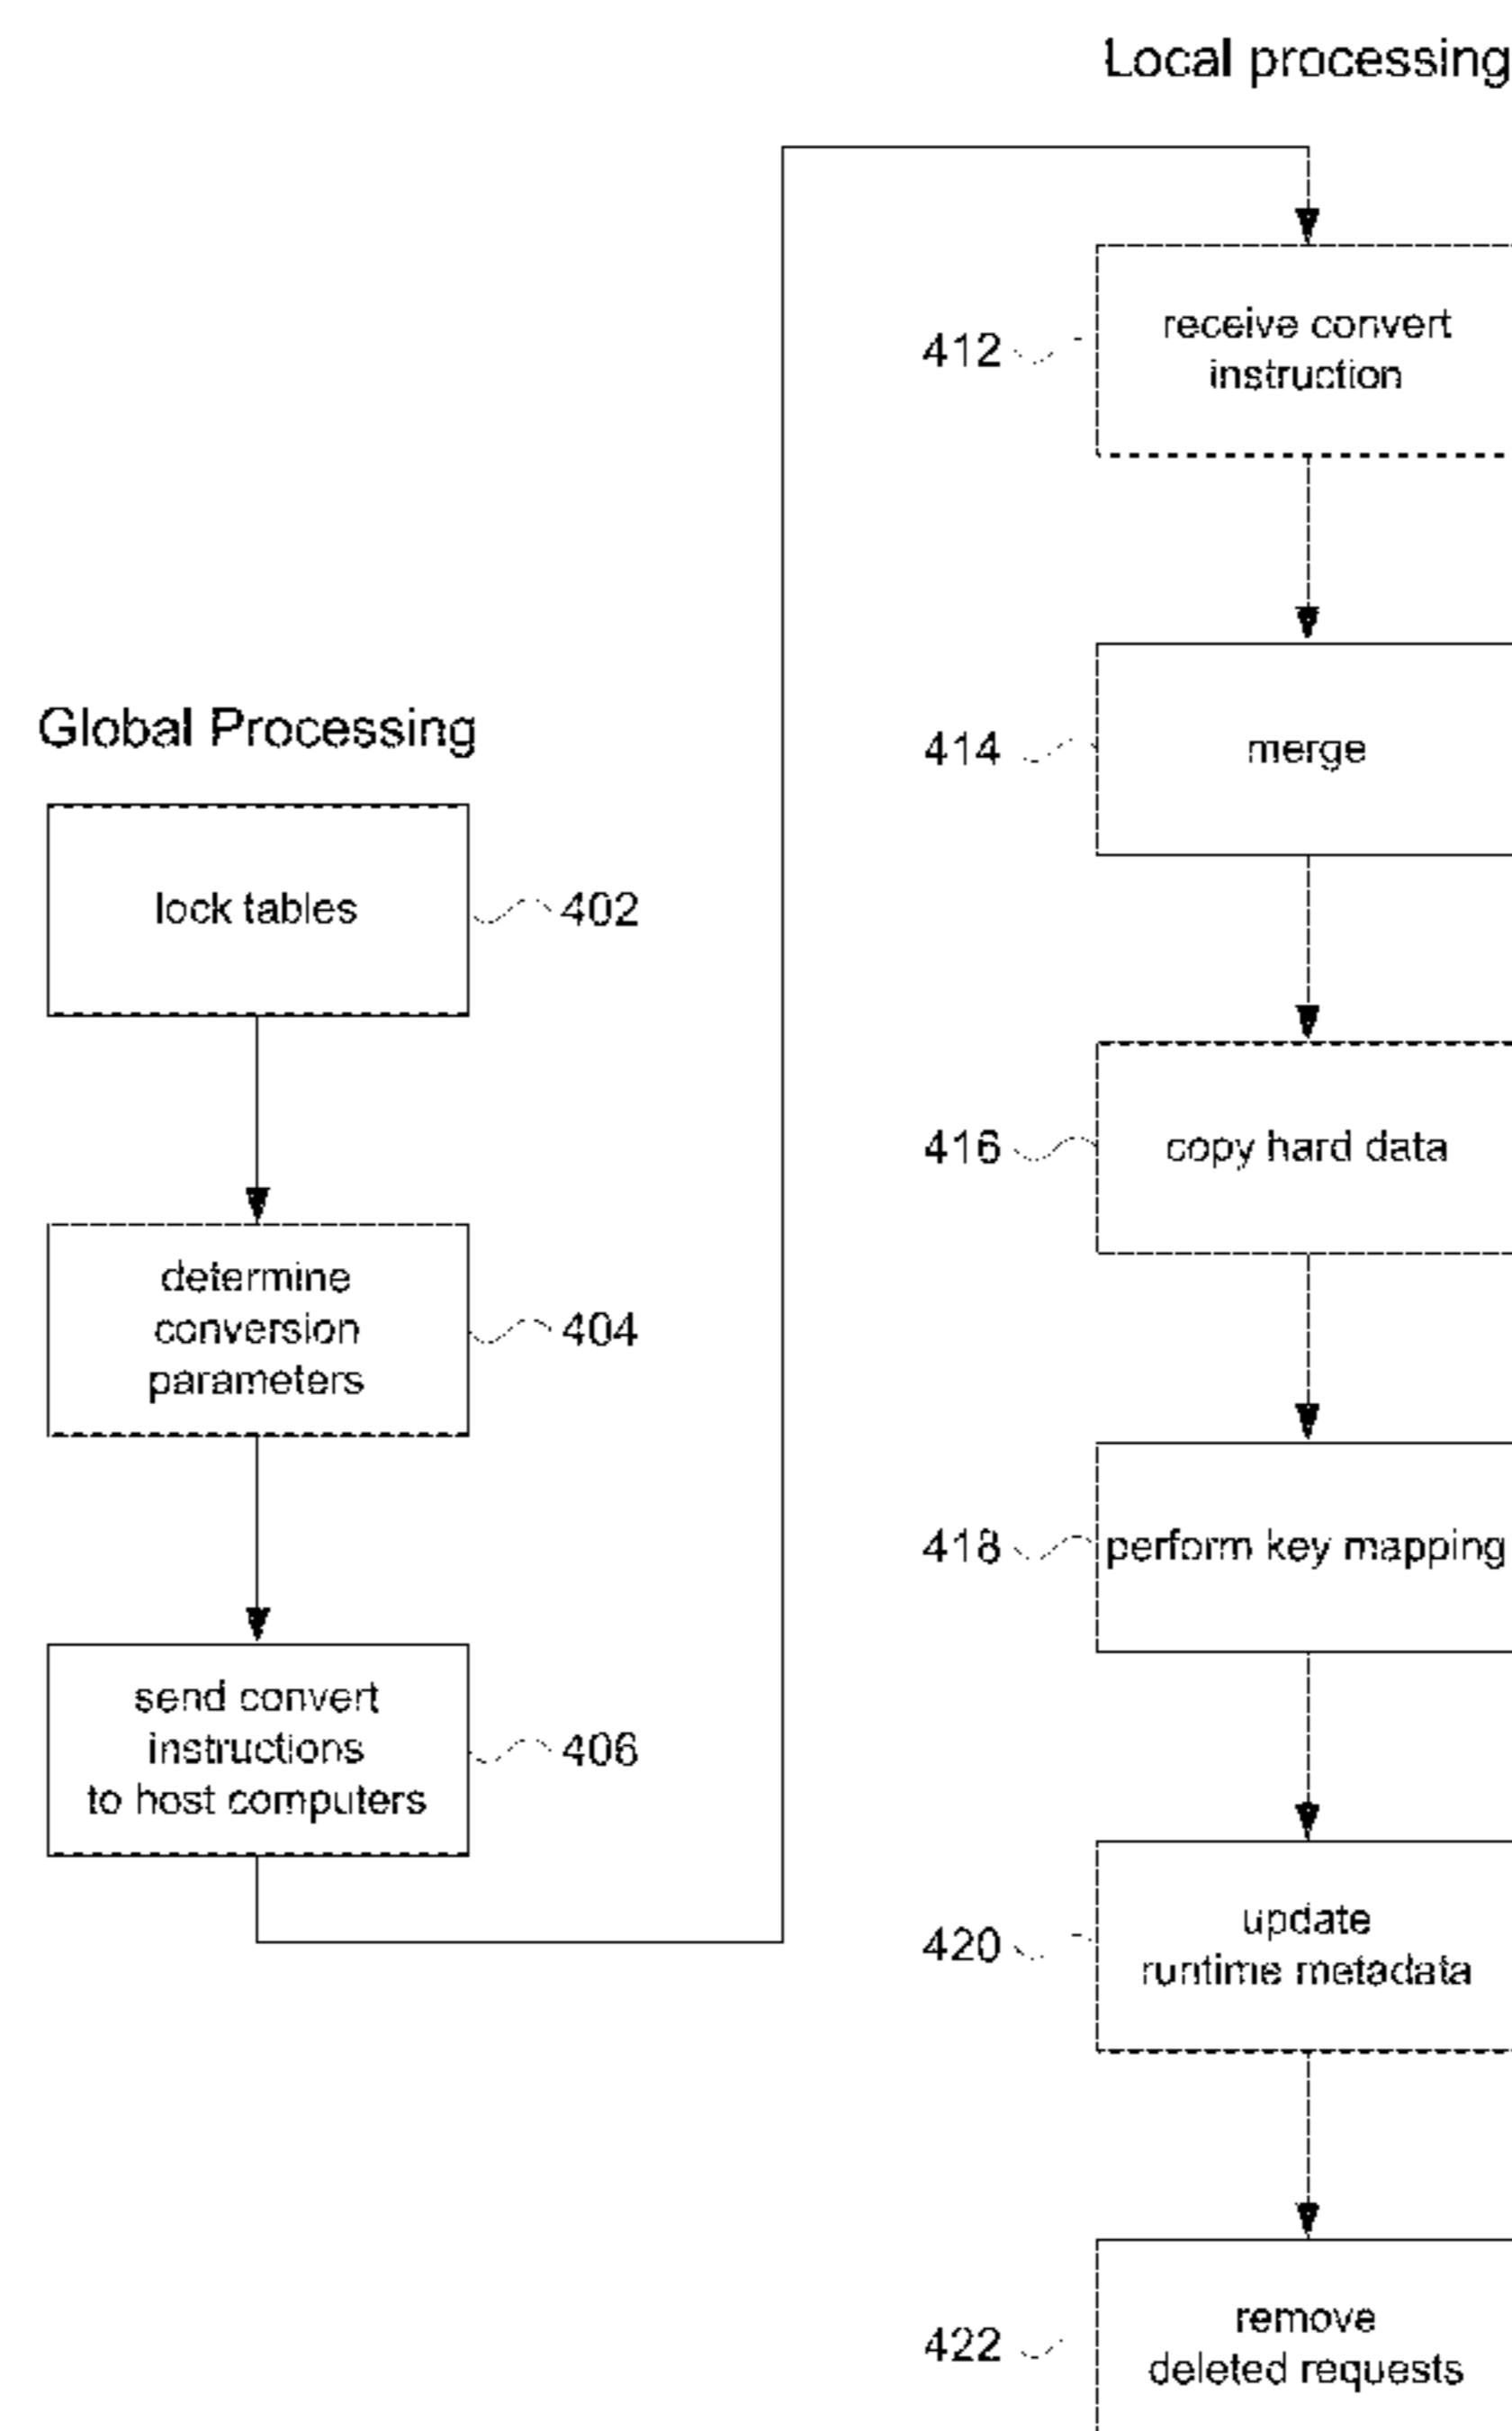 Local processing
412
receive convert
instruction
414
merge
416
copy hard data
418
perform key mapping
420
update
runtime metadata
422
remove
deleted requests
Global Processing
lock tables
402
determine
conversion
parameters
404
send convert
instructions
to host computers
406